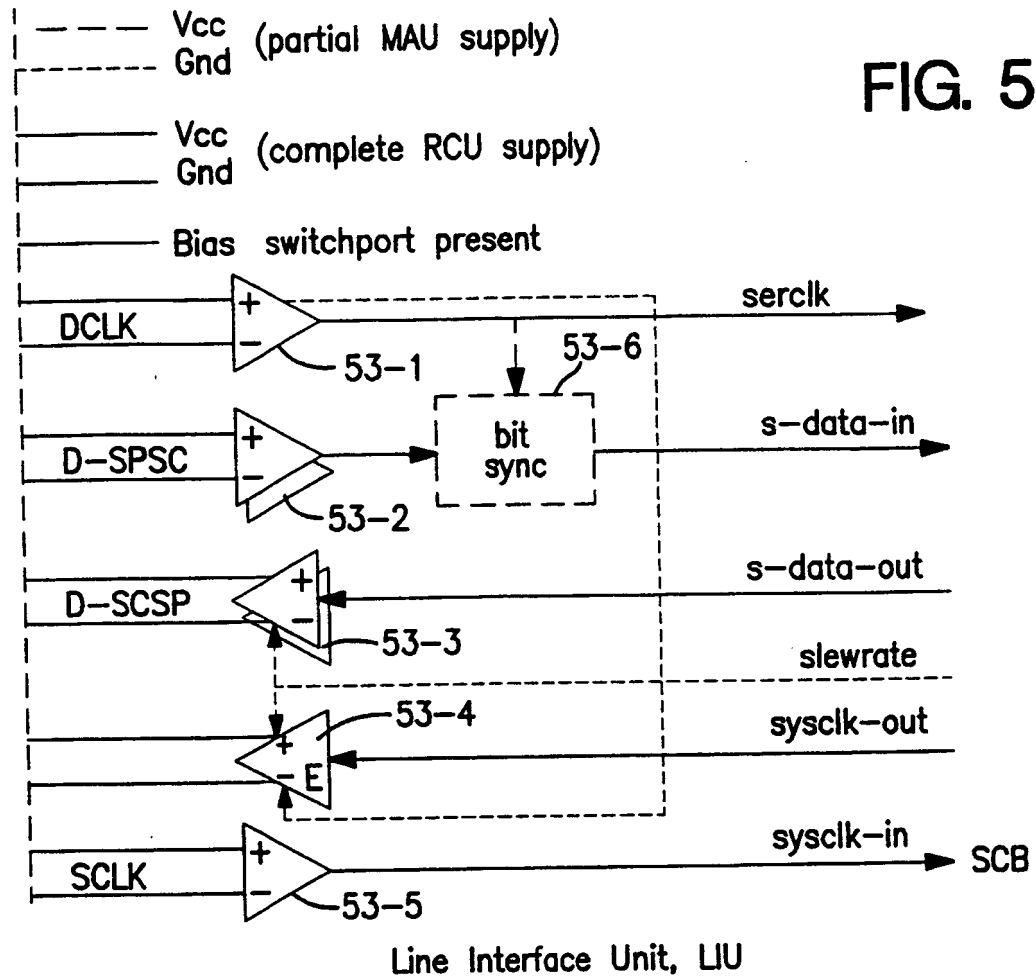 Vcc
Gnd
(partial MAU supply)
FIG. 5
Vcc
Gnd
(complete RCU supply)
Bias switchport present
+
-
DCLK
53-1
serclk
53-6
+
-
D-SPSC
53-2
bit
sync
s-data-in
+
-
D-SCSP
53-3
s-data-out
slewrate
53-4
+
-
E
sysclk-out
+
-
SCLK
53-5
sysclk-in
SCB
Line Interface Unit, LIU